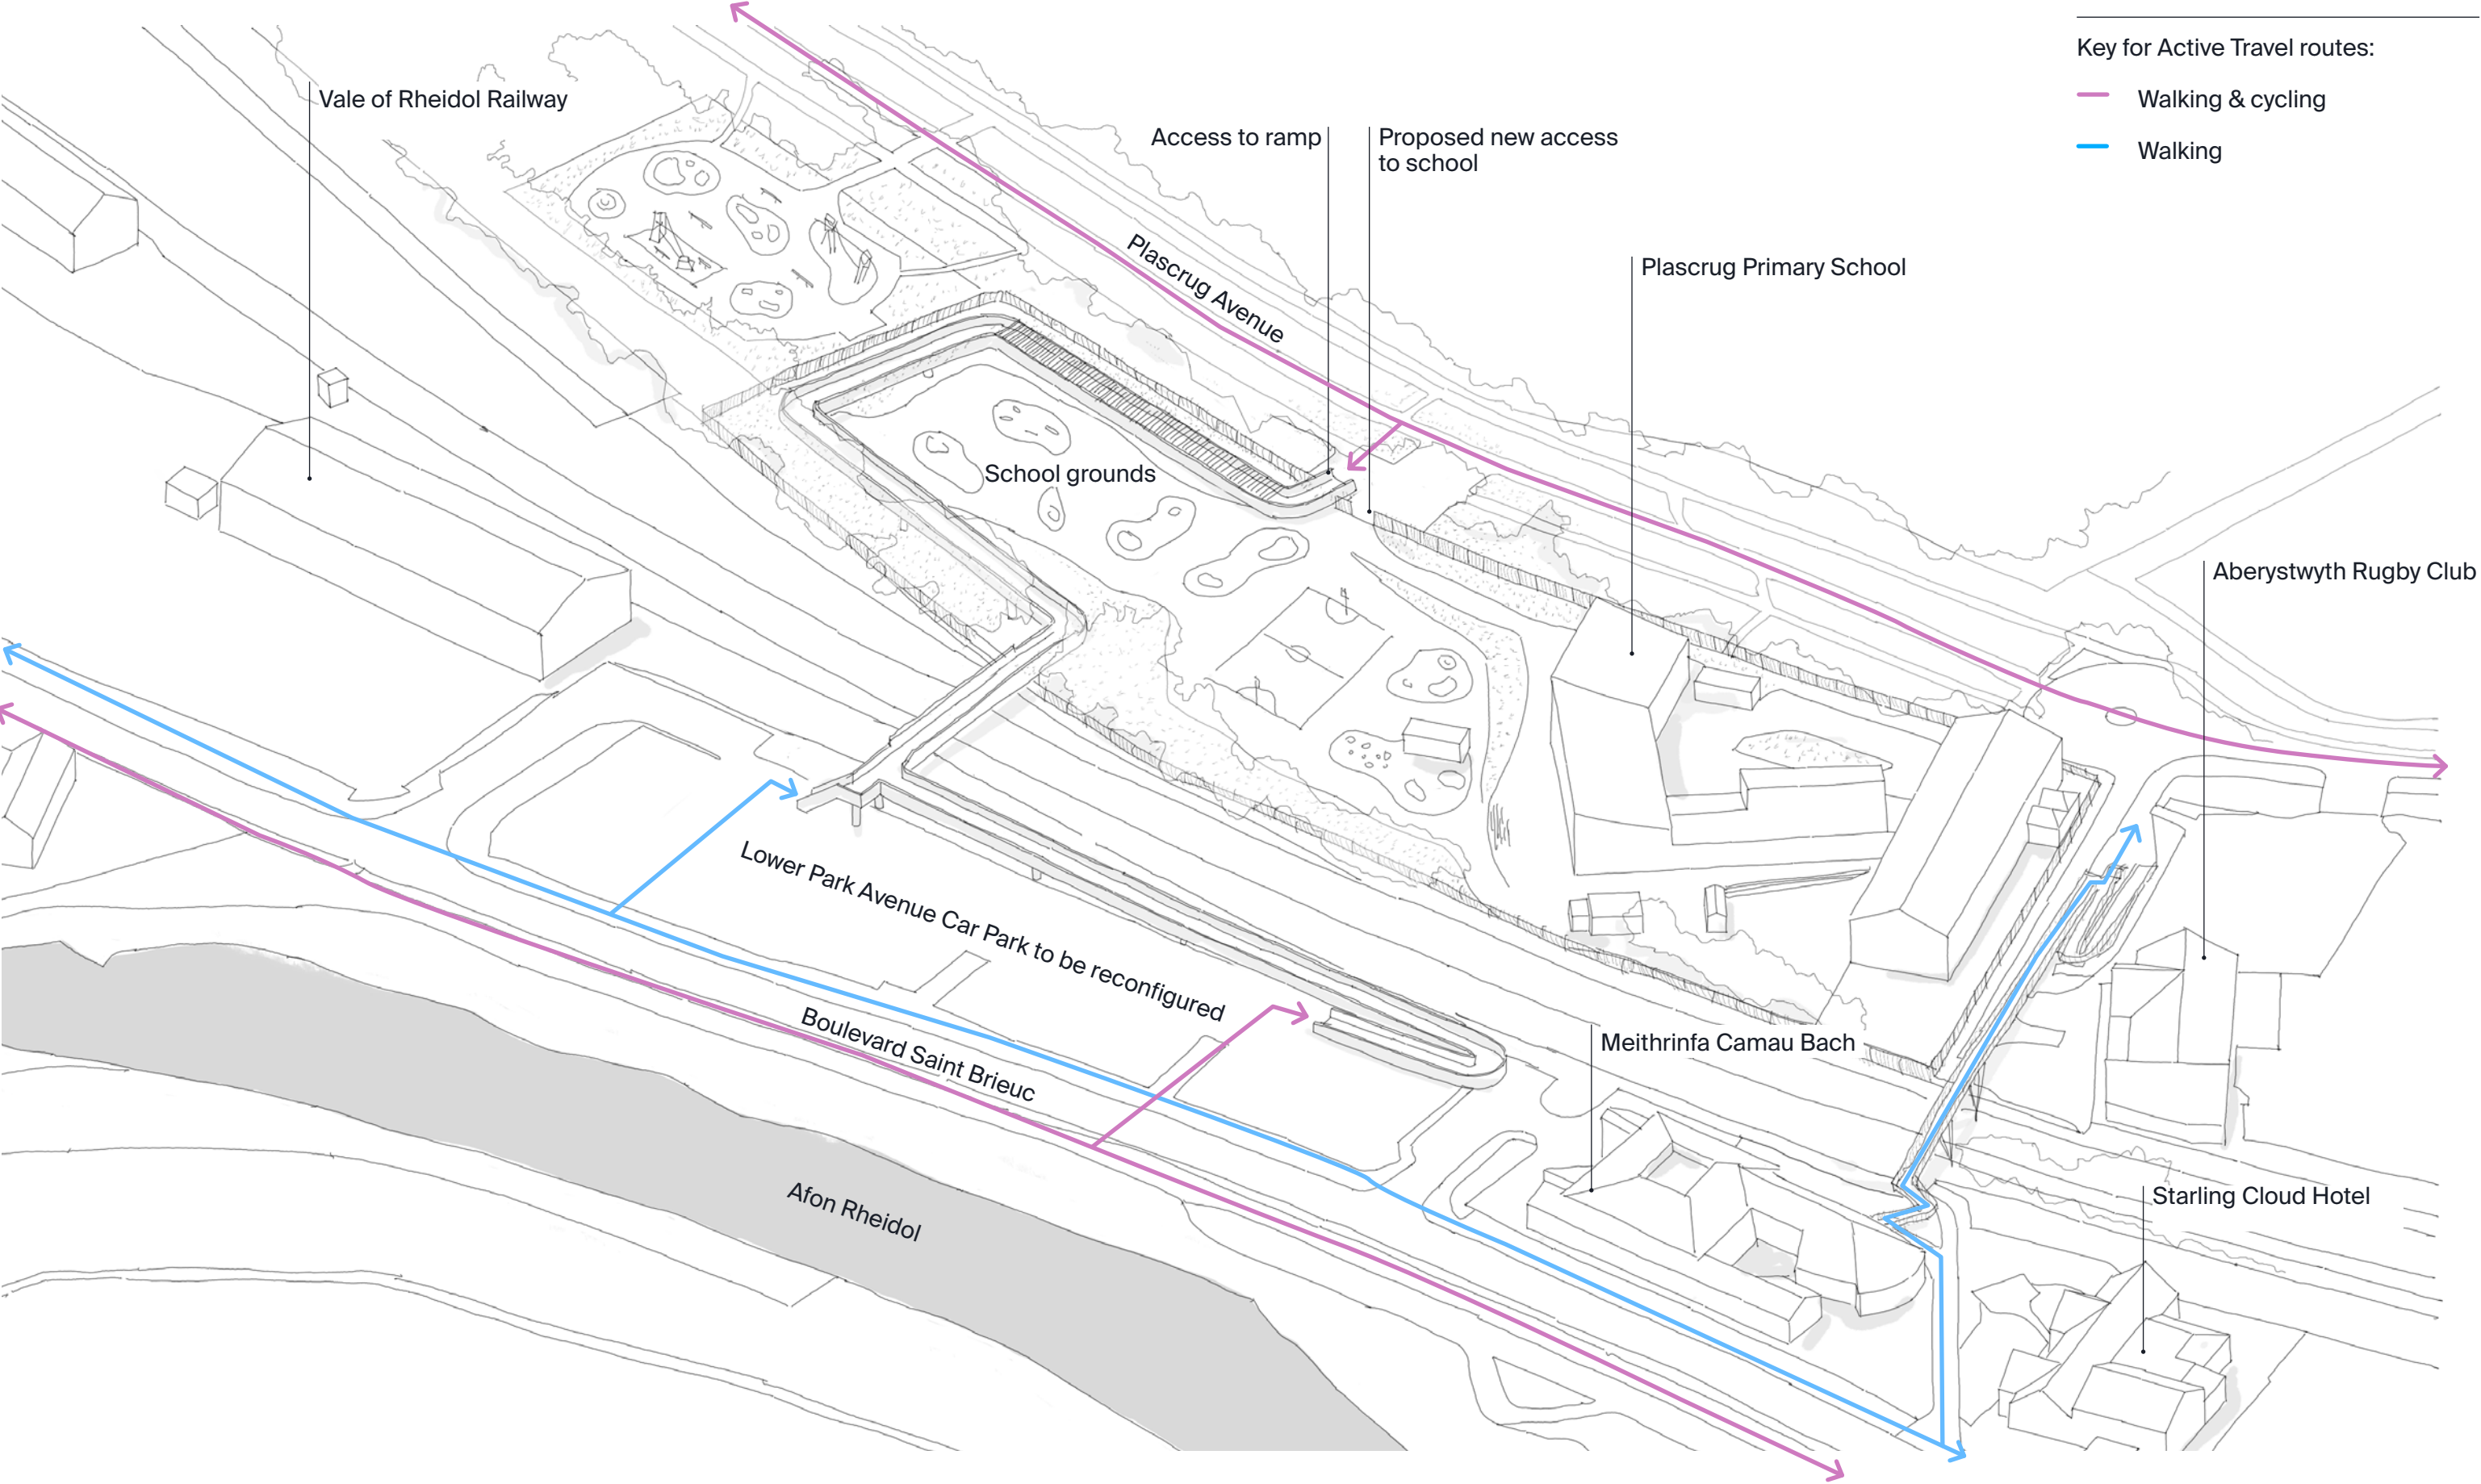 Key for Active Travel routes:
Walking & cycling
Walking
Vale of Rheidol Railway
Access to ramp
Proposed new access
to school
Plascrug Avenue
Plascrug Primary School
School grounds
Aberystwyth Rugby Club
Lower Park Avenue Car Park to be reconfigured
Boulevard Saint Brieuc
Meithrinfa Camau Bach
Afon Rheidol
Starling Cloud Hotel